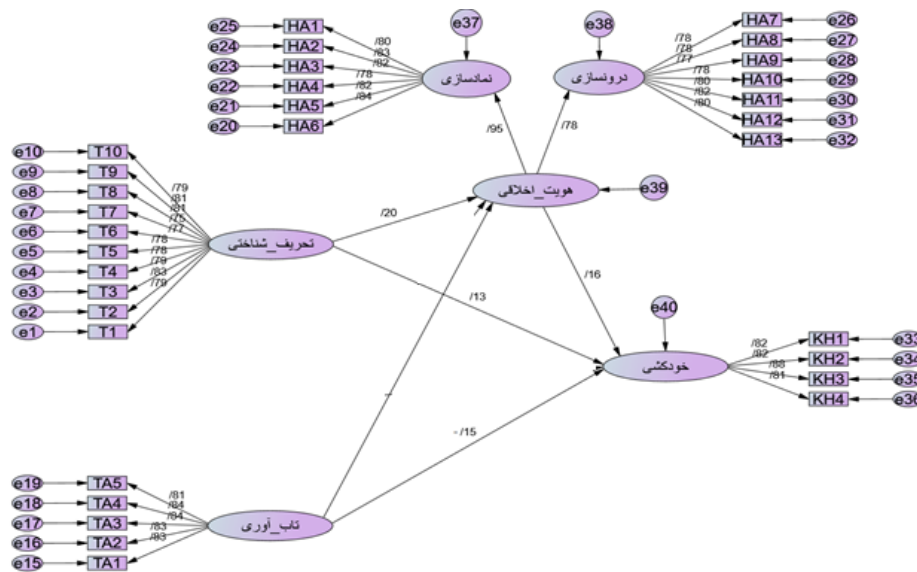 e25 HA1
e24 HA2
e23 HA3
e22 HA4
e21 HA5
e20 HA6
/80
/83
/82
/78
/82
/84
e37
نمادسازی
e38
درونسازی
/78
/78
/77
/78
/80
/82
/80
HA7 e26
HA8 e27
HA9 e28
HA10 e29
HA11 e30
HA12 e31
HA13 e32
/95
/78
هویت_اخلاقی
e39
e10 T10
e9 T9
e8 T8
e7 T7
e6 T6
e5 T5
e4 T4
e3 T3
e2 T2
e1 T1
/79
/81
/81
/75
/77
/78
/78
/79
/83
/79
تحریف_شناختی
/20
/13
/16
e40
خودکشی
/82
/82
/88
/81
KH1 e33
KH2 e34
KH3 e35
KH4 e36
- /15
e19 TA5
e18 TA4
e17 TA3
e16 TA2
e15 TA1
/81
/84
/84
/83
/83
تاب_آوری